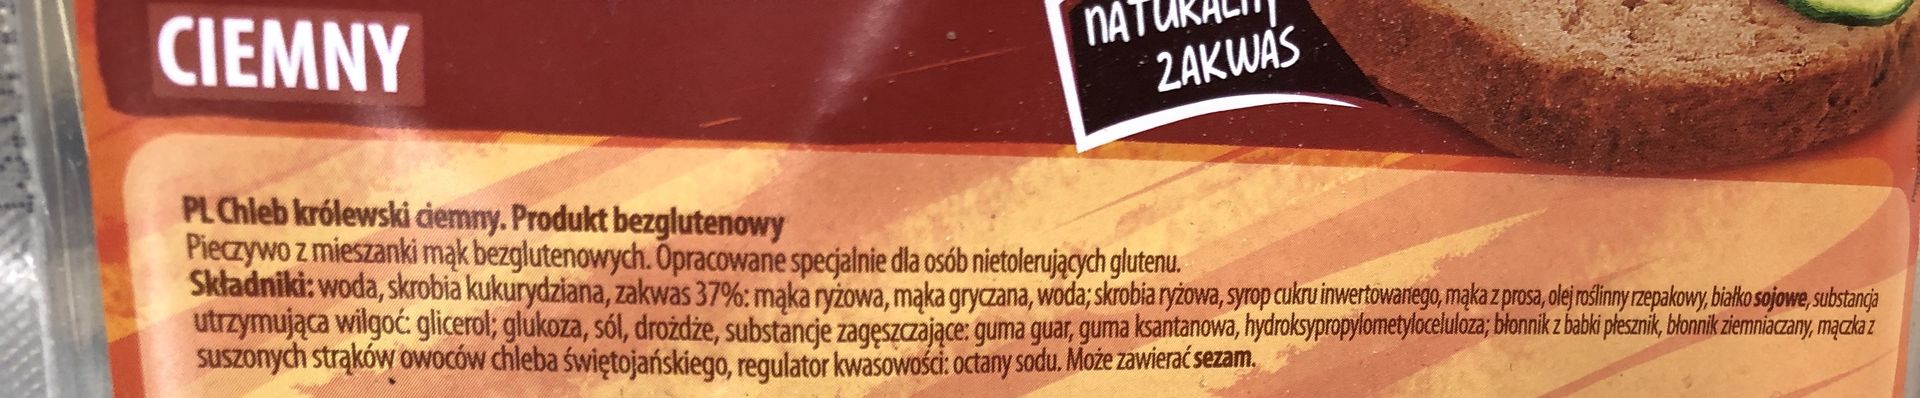 CIEMNY
NATURALNY
ZAKWAS
PL Chleb królewski ciemny. Produkt bezglutenowy
Pieczywo z mieszanki mąk bezglutenowych. Opracowane specjalnie dla osób nietolerujących glutenu.
Składniki: woda, skrobia kukurydziana, zakwas 37%: mąka ryżowa, mąka gryczana, woda; skrobia ryżowa, syrop cukru inwertowanego, mąka z prosa, olej roślinny rzepakowy, białko sojowe, substancja
utrzymująca wilgoć: glicerol; glukoza, sól, drożdże, substancje zagęszczające: guma guar, guma ksantanowa, hydroksypropylometyloceluloza; błonnik z babki płesznik, błonnik ziemniaczany, mączka z
suszonych strąków owoców chleba świętojańskiego, regulator kwasowości: octany sodu. Może zawierać sezam.